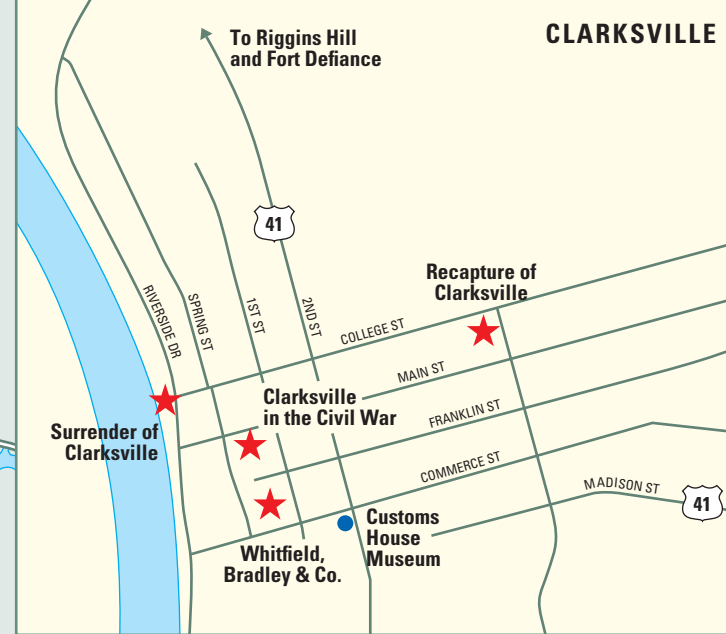 CLARKSVILLE
To Riggins Hill
and Fort Defiance
41
Recapture of
Clarksville
RIVERSIDE DR
SPRING ST
1ST ST
2ND ST
COLLEGE ST
MAIN ST
Clarksville
in the Civil War
FRANKLIN ST
Surrender of
Clarksville
COMMERCE ST
MADISON ST
41
Customs
House
Museum
Whitfield,
Bradley & Co.